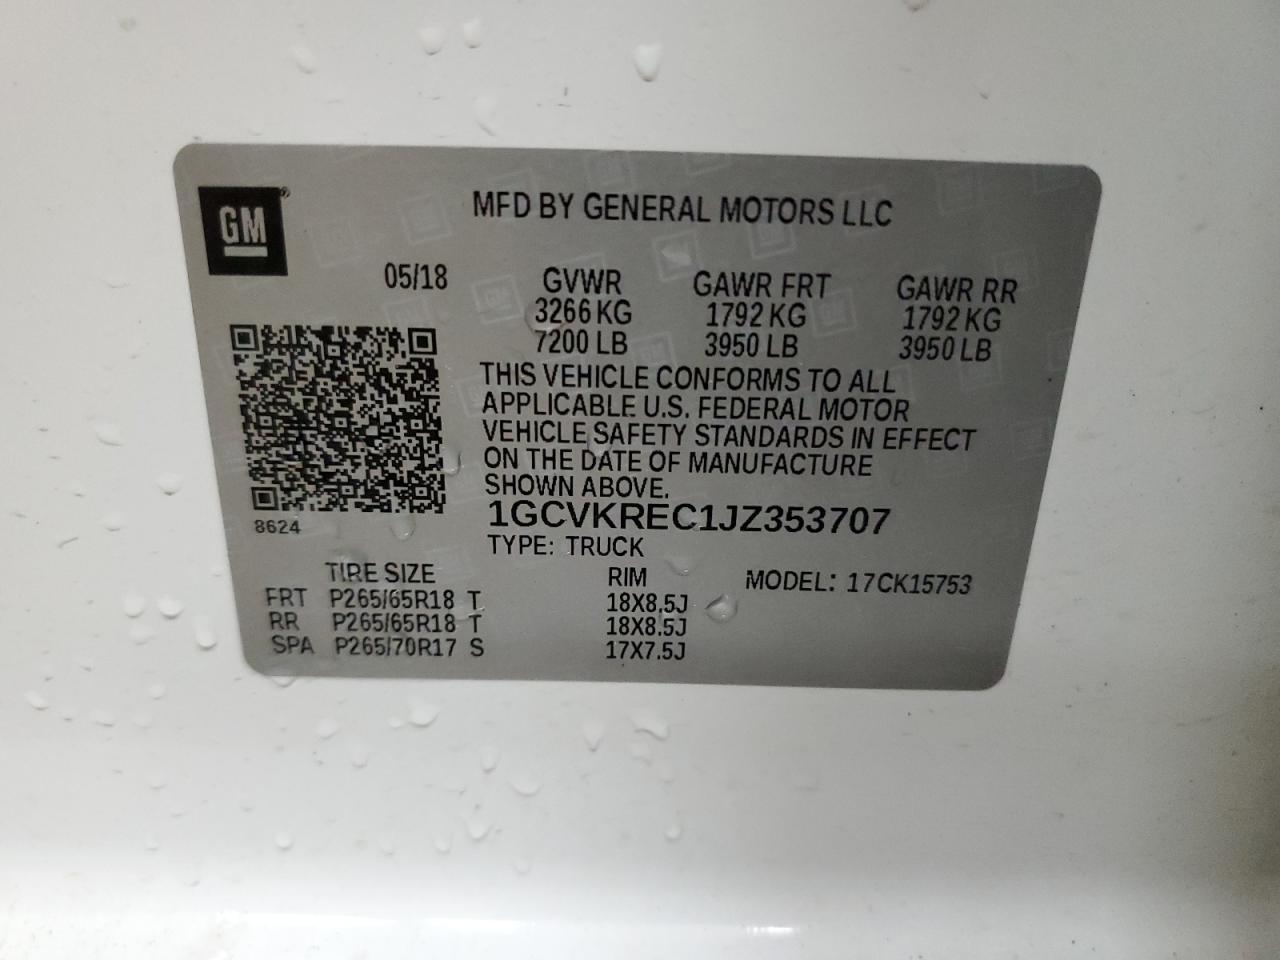 GM
MFD BY GENERAL MOTORS LLC
05/18 GVWR GAWR FRT GAWR RR
3266 KG 1792 KG 1792 KG
7200 LB 3950 LB 3950 LB
THIS VEHICLE CONFORMS TO ALL
APPLICABLE U.S. FEDERAL MOTOR
VEHICLE SAFETY STANDARDS IN EFFECT
ON THE DATE OF MANUFACTURE
SHOWN ABOVE.
1GCVKREC1JZ353707
8624
TYPE: TRUCK
TIRE SIZE RIM MODEL: 17CK15753
FRT P265/65R18 T 18X8.5J
RR P265/65R18 T 18X8.5J
SPA P265/70R17 S 17X7.5J